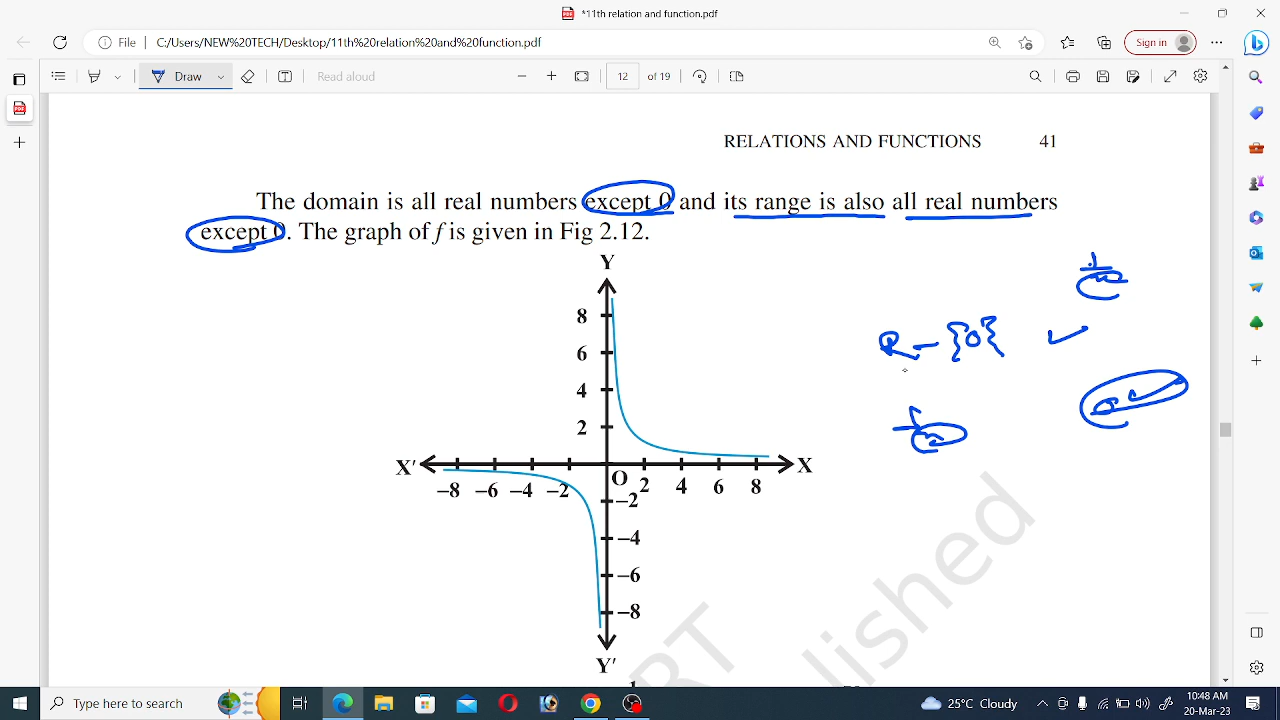 *11th relation and function.pdf
File C:/Users/NEW%20TECH/Desktop/11th%20relation%20and%20function.pdf Sign in
Draw Read aloud 12 of 19
RELATIONS AND FUNCTIONS 41
The domain is all real numbers except 0 and its range is also all real numbers
except 0. The graph of f is given in Fig 2.12.
Y
8
6
4
2
X′ O X
–8 –6 –4 –2 2 4 6 8
–2
–4
–6
–8
Y′
R – {0}
RT
lished
Type here to search 25°C Cloudy 10:48 AM
20-Mar-23